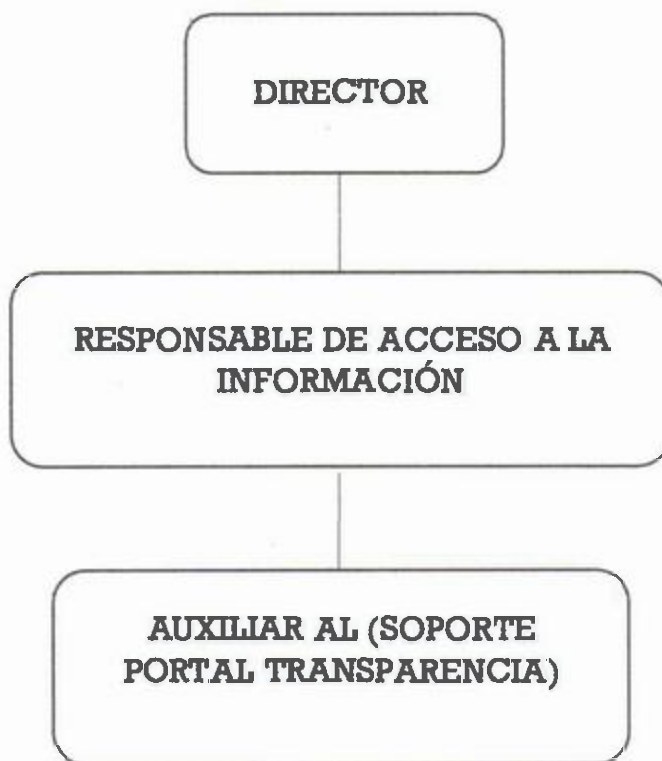 DIRECTOR
RESPONSABLE DE ACCESO A LA
INFORMACIÓN
AUXILIAR AL (SOPORTE
PORTAL TRANSPARENCIA)